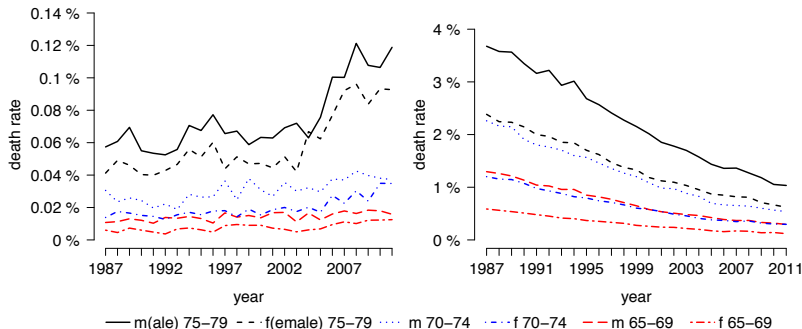 0.14 %
0.12 %
0.1 %
0.08 %
0.06 %
0.04 %
0.02 %
0 %
death rate
1987
1992
1997
2002
2007
year
4 %
3 %
2 %
1 %
0 %
death rate
1987
1991
1995
1999
2003
2007
2011
year
m(ale) 75−79
f(emale) 75−79
m 70−74
f 70−74
m 65−69
f 65−69